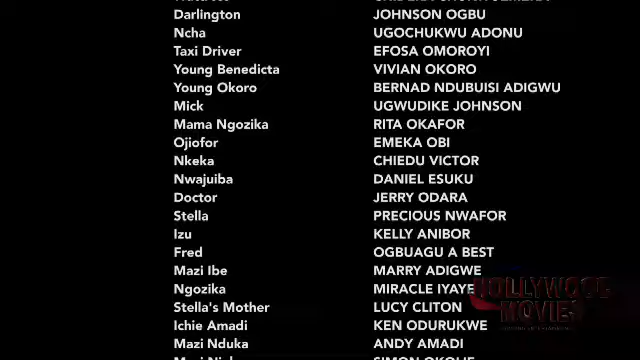 Darlington JOHNSON OGBU
Ncha UGOCHUKWU ADONU
Taxi Driver EFOSA OMOROYI
Young Benedicta VIVIAN OKORO
Young Okoro BERNAD NDUBUISI ADIGWU
Mick UGWUDIKE JOHNSON
Mama Ngozika RITA OKAFOR
Ojiofor EMEKA OBI
Nkeka CHIEDU VICTOR
Nwajuiba DANIEL ESUKU
Doctor JERRY ODARA
Stella PRECIOUS NWAFOR
Izu KELLY ANIBOR
Fred OGBUAGU A BEST
Mazi Ibe MARRY ADIGWE
Ngozika MIRACLE IYAYE
Stella's Mother LUCY CLITON
Ichie Amadi KEN ODURUKWE
Mazi Nduka ANDY AMADI
NOLLYWOOD
MOVIES